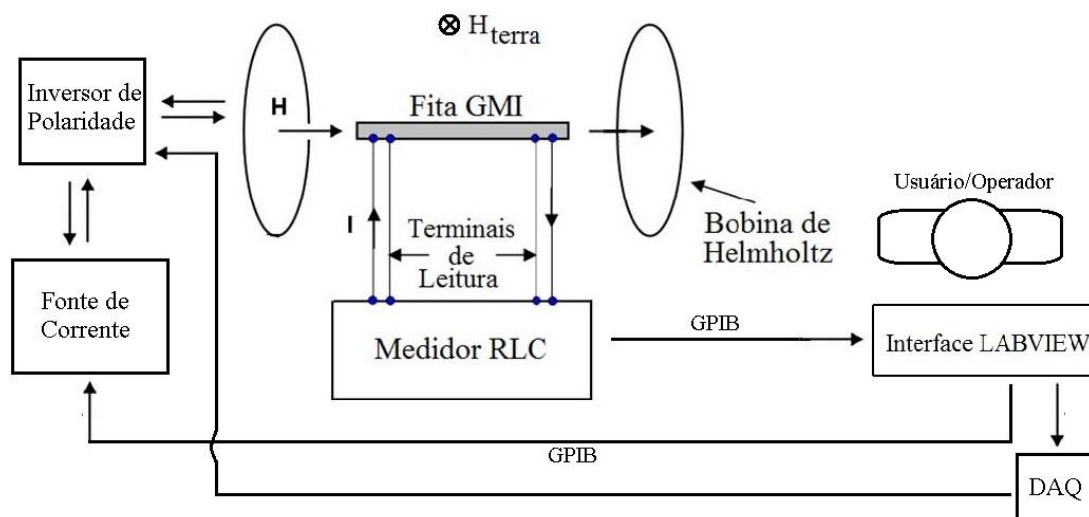 ⊗ H terra
Inversor de
Polaridade
H
Fita GMI
Usuário/Operador
I
Terminais
de
Leitura
Bobina de
Helmholtz
Fonte de
Corrente
Medidor RLC
GPIB
Interface LABVIEW
GPIB
DAQ